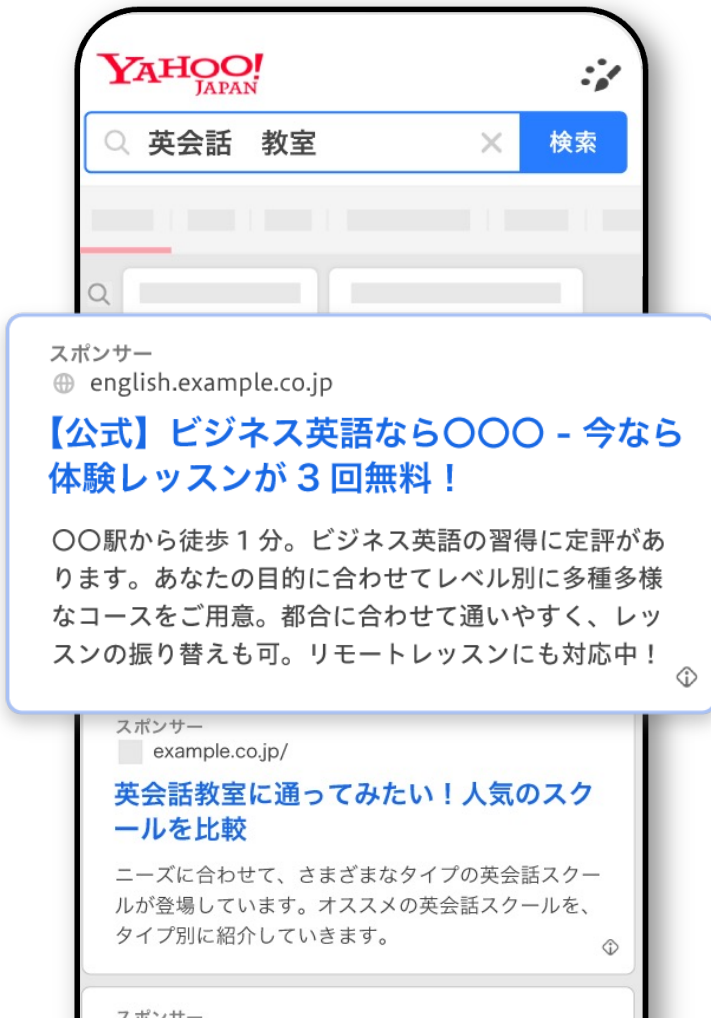 YAHOO!
JAPAN
英会話　教室
検索
スポンサー
english.example.co.jp
【公式】ビジネス英語なら〇〇〇 - 今なら
体験レッスンが 3 回無料！
〇〇駅から徒歩 1 分。ビジネス英語の習得に定評があ
ります。あなたの目的に合わせてレベル別に多種多様
なコースをご用意。都合に合わせて通いやすく、レッ
スンの振り替えも可。リモートレッスンにも対応中！
スポンサー
example.co.jp/
英会話教室に通ってみたい！人気のスク
ールを比較
ニーズに合わせて、さまざまなタイプの英会話スクー
ルが登場しています。オススメの英会話スクールを、
タイプ別に紹介していきます。
スポンサー